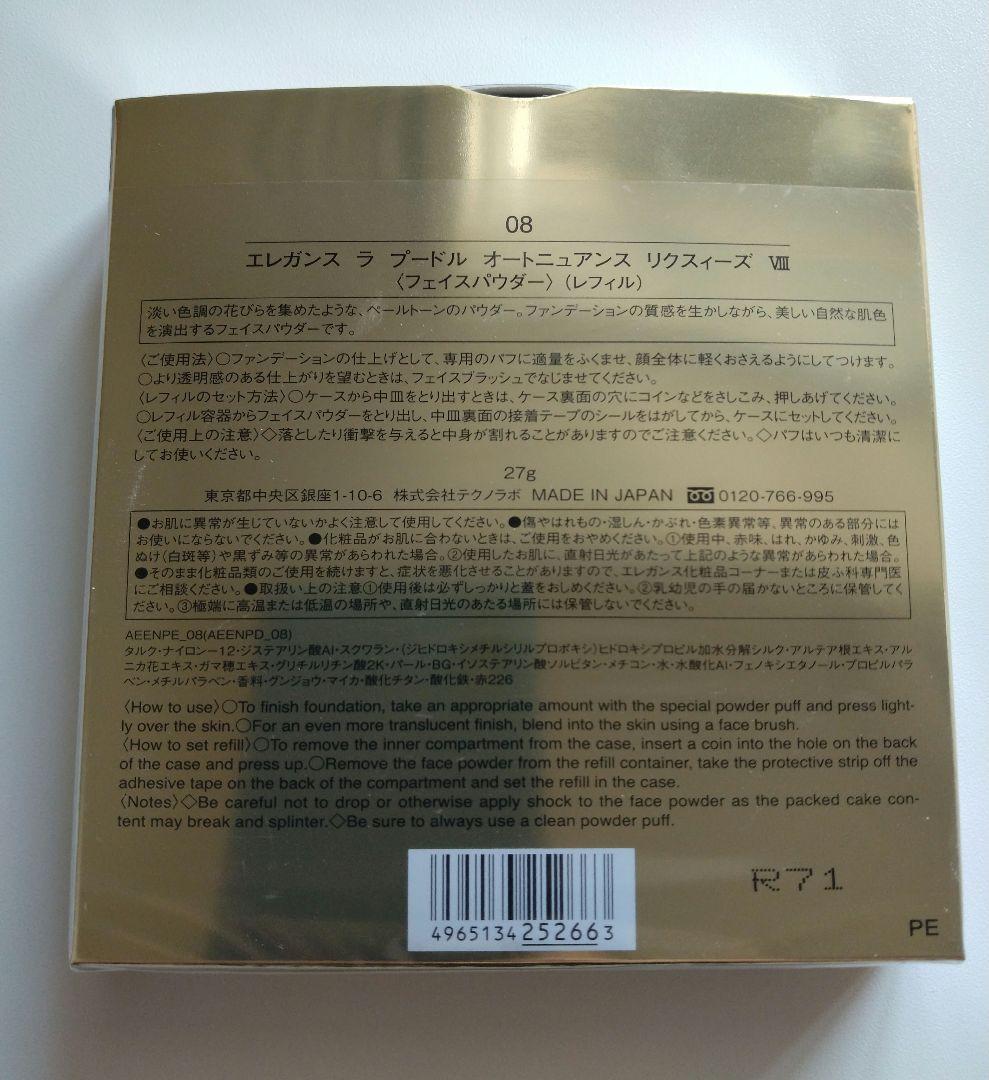 08
エレガンス ラ プードル オートニュアンス リクスィーズ Ⅷ
〈フェイスパウダー〉(レフィル)
淡い色調の花びらを集めたような、ペールトーンのパウダー。ファンデーションの質感を生かしながら、美しい自然な肌色
を演出するフェイスパウダーです。
〈ご使用法〉○ファンデーションの仕上げとして、専用のパフに適量をふくませ、顔全体に軽くおさえるようにしてつけます。
○より透明感のある仕上がりを望むときは、フェイスブラッシュでなじませてください。
〈レフィルのセット方法〉○ケースから中皿をとり出すときは、ケース裏面の穴にコインなどをさしこみ、押しあげてください。
○レフィル容器からフェイスパウダーをとり出し、中皿裏面の接着テープのシールをはがしてから、ケースにセットしてください。
〈ご使用上の注意〉◇落としたり衝撃を与えると中身が割れることがありますのでご注意ください。◇パフはいつも清潔に
してお使いください。
27g
東京都中央区銀座1-10-6 株式会社テクノラボ MADE IN JAPAN 0120-766-995
●お肌に異常が生じていないかよく注意して使用してください。●傷やはれもの・湿しん・かぶれ・色素異常等、異常のある部分には
お使いにならないでください。●化粧品がお肌に合わないときは、ご使用をおやめください。①使用中、赤味、はれ、かゆみ、刺激、色
ぬけ(白斑等)や黒ずみ等の異常があらわれた場合。②使用したお肌に、直射日光があたって上記のような異常があらわれた場合。
●そのまま化粧品類のご使用を続けますと、症状を悪化させることがありますので、エレガンス化粧品コーナーまたは皮ふ科専門医
にご相談ください。●取扱い上の注意①使用後は必ずしっかりと蓋をおしめください。②乳幼児の手の届かないところに保管してく
ださい。③極端に高温または低温の場所や、直射日光のあたる場所には保管しないでください。
AEENPE_08(AEENPD_08)
タルク・ナイロン-12・ジステアリン酸Al・スクワラン・(ジヒドロキシメチルシリルプロポキシ)ヒドロキシプロピル加水分解シルク・アルテア根エキス・アル
ニカ花エキス・ガマ穂エキス・グリチルリチン酸2K・パール・BG・イソステアリン酸ソルビタン・メチコン・水・水酸化Al・フェノキシエタノール・プロピルパラ
ベン・メチルパラベン・香料・グンジョウ・マイカ・酸化チタン・酸化鉄・赤226
〈How to use〉○To finish foundation, take an appropriate amount with the special powder puff and press light-
ly over the skin.○For an even more translucent finish, blend into the skin using a face brush.
〈How to set refill〉○To remove the inner compartment from the case, insert a coin into the hole on the back
of the case and press up.○Remove the face powder from the refill container, take the protective strip off the
adhesive tape on the back of the compartment and set the refill in the case.
〈Notes〉◇Be careful not to drop or otherwise apply shock to the face powder as the packed cake con-
tent may break and splinter.◇Be sure to always use a clean powder puff.
R71
4965134252663
PE